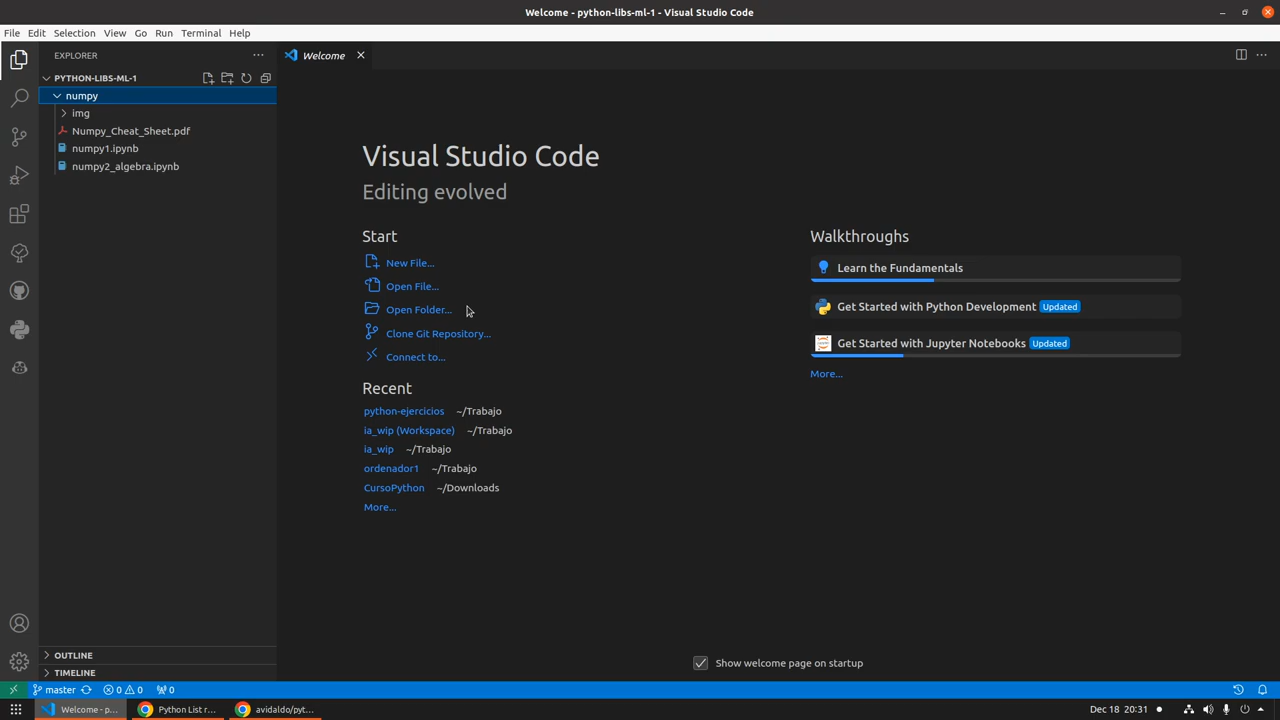 Welcome - python-libs-ml-1 - Visual Studio Code
File Edit Selection View Go Run Terminal Help
EXPLORER
Welcome
PYTHON-LIBS-ML-1
numpy
img
Numpy_Cheat_Sheet.pdf
numpy1.ipynb
numpy2_algebra.ipynb
Visual Studio Code
Editing evolved
Start
New File...
Open File...
Open Folder...
Clone Git Repository...
Connect to...
Recent
python-ejercicios ~/Trabajo
ia_wip (Workspace) ~/Trabajo
ia_wip ~/Trabajo
ordenador1 ~/Trabajo
CursoPython ~/Downloads
More...
Walkthroughs
Learn the Fundamentals
Get Started with Python Development Updated
Get Started with Jupyter Notebooks Updated
More...
Show welcome page on startup
OUTLINE
TIMELINE
master 0 0 0
Welcome - p... Python List r... avidaldo/pyt... Dec 18 20:31